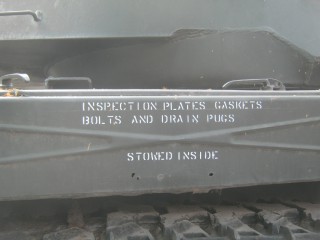 INSPECTION PLATES GASKETS
BOLTS AND DRAIN PUGS
STOWED INSIDE